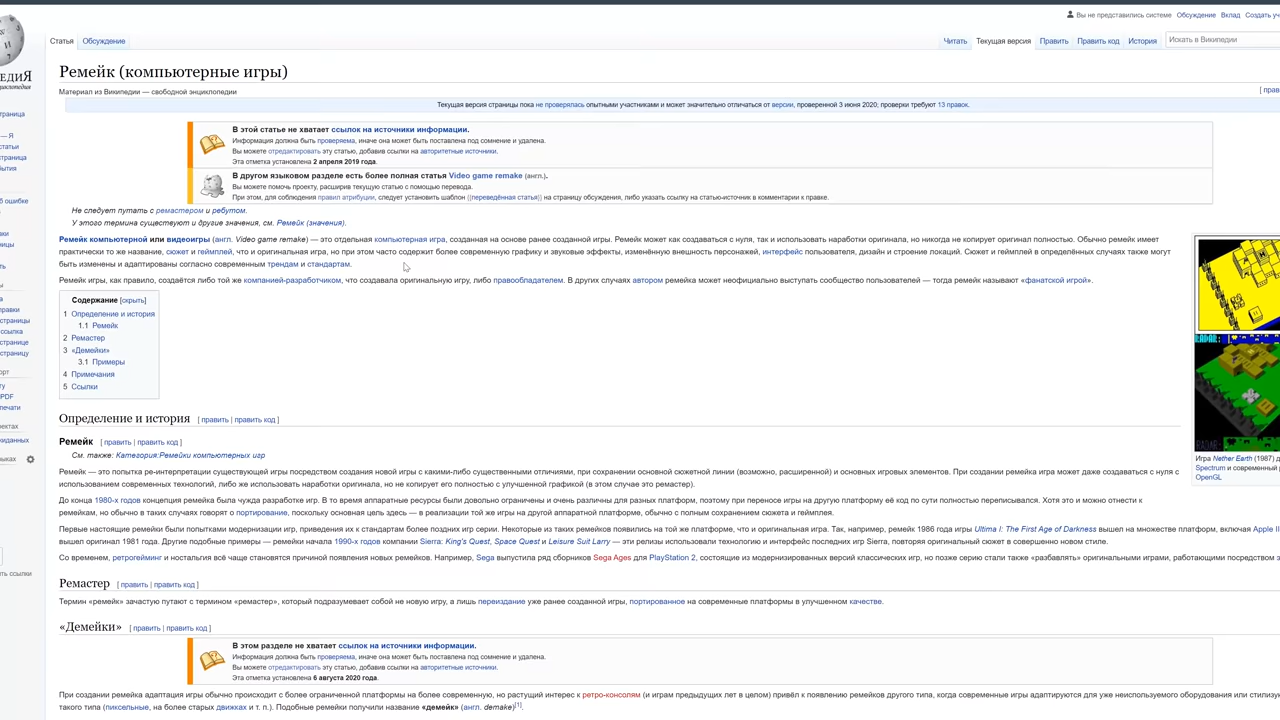 Вы не представились системе Обсуждение Вклад Создать уч
Статья Обсуждение Читать Текущая версия Править Править код История Искать в Википедии
ЕДИЯ
Ремейк (компьютерные игры)
Материал из Википедии — свободной энциклопедии [ прав
Текущая версия страницы пока не проверялась опытными участниками и может значительно отличаться от версии, проверенной 3 июня 2020; проверки требуют 13 правок.
В этой статье не хватает ссылок на источники информации.
Информация должна быть проверяема, иначе она может быть поставлена под сомнение и удалена.
Вы можете отредактировать эту статью, добавив ссылки на авторитетные источники.
Эта отметка установлена 2 апреля 2019 года.
В другом языковом разделе есть более полная статья Video game remake (англ.).
Вы можете помочь проекту, расширив текущую статью с помощью перевода.
При этом, для соблюдения правил атрибуции, следует установить шаблон {{переведённая статья}} на страницу обсуждения, либо указать ссылку на статью-источник в комментарии к правке.
Не следует путать с ремастером и ребутом.
У этого термина существуют и другие значения, см. Ремейк (значения).
Ремейк компьютерной или видеоигры (англ. Video game remake) — это отдельная компьютерная игра, созданная на основе ранее созданной игры. Ремейк может как создаваться с нуля, так и использовать наработки оригинала, но никогда не копирует оригинал полностью. Обычно ремейк имеет
практически то же название, сюжет и геймплей, что и оригинальная игра, но при этом часто содержит более современную графику и звуковые эффекты, изменённую внешность персонажей, интерфейс пользователя, дизайн и строение локаций. Сюжет и геймплей в определённых случаях также могут
быть изменены и адаптированы согласно современным трендам и стандартам.
Ремейк игры, как правило, создаётся либо той же компанией-разработчиком, что создавала оригинальную игру, либо правообладателем. В других случаях автором ремейка может неофициально выступать сообщество пользователей — тогда ремейк называют «фанатской игрой».
Содержание [скрыть]
1 Определение и история
1.1 Ремейк
2 Ремастер
3 «Демейки»
3.1 Примеры
4 Примечания
5 Ссылки
Игра Nether Earth (1987) д
Spectrum и современный
OpenGL
Определение и история [ править | править код ]
Ремейк [ править | править код ]
См. также: Категория:Ремейки компьютерных игр
Ремейк — это попытка ре-интерпретации существующей игры посредством создания новой игры с какими-либо существенными отличиями, при сохранении основной сюжетной линии (возможно, расширенной) и основных игровых элементов. При создании ремейка игра может даже создаваться с нуля с
использованием современных технологий, либо же использовать наработки оригинала, но не копирует его полностью с улучшенной графикой (в этом случае это ремастер).
До конца 1980-х годов концепция ремейка была чужда разработке игр. В то время аппаратные ресурсы были довольно ограничены и очень различны для разных платформ, поэтому при переносе игры на другую платформу её код по сути полностью переписывался. Хотя это и можно отнести к
ремейкам, но обычно в таких случаях говорят о портирование, поскольку основная цель здесь — в реализации той же игры на другой аппаратной платформе, обычно с полным сохранением сюжета и геймплея.
Первые настоящие ремейки были попытками модернизации игр, приведения их к стандартам более поздних игр серии. Некоторые из таких ремейков появились на той же платформе, что и оригинальная игра. Так, например, ремейк 1986 года игры Ultima I: The First Age of Darkness вышел на множестве платформ, включая Apple II
вышел оригинал 1981 года. Другие подобные примеры — ремейки начала 1990-х годов компании Sierra: King's Quest, Space Quest и Leisure Suit Larry — эти релизы использовали технологию и интерфейс последних игр Sierra, повторяя оригинальный сюжет в совершенно новом стиле.
Со временем, ретрогейминг и ностальгия всё чаще становятся причиной появления новых ремейков. Например, Sega выпустила ряд сборников Sega Ages для PlayStation 2, состоящие из модернизированных версий классических игр, но позже серию стали также «разбавлять» оригинальными играми, работающими посредством э
Ремастер [ править | править код ]
Термин «ремейк» зачастую путают с термином «ремастер», который подразумевает собой не новую игру, а лишь переиздание уже ранее созданной игры, портированное на современные платформы в улучшенном качестве.
«Демейки» [ править | править код ]
В этом разделе не хватает ссылок на источники информации.
Информация должна быть проверяема, иначе она может быть поставлена под сомнение и удалена.
Вы можете отредактировать эту статью, добавив ссылки на авторитетные источники.
Эта отметка установлена 6 августа 2020 года.
При создании ремейка адаптация игры обычно происходит с более ограниченной платформы на более современную, но растущий интерес к ретро-консолям (и играм предыдущих лет в целом) привёл к появлению ремейков другого типа, когда современные игры адаптируются для уже неиспользуемого оборудования или стилизую
такого типа (пиксельные, на более старых движках и т. п.). Подобные ремейки получили название «демейк» (англ. demake)[1].